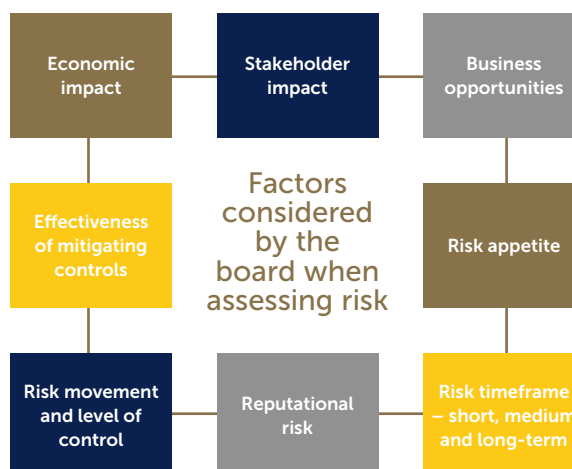 Economic
impact
Stakeholder
impact
Business
opportunities
Effectiveness
of mitigating
controls
Factors
considered
by the
board when
assessing risk
Risk appetite
Risk movement
and level of
control
Reputational
risk
Risk timeframe
– short, medium
and long-term